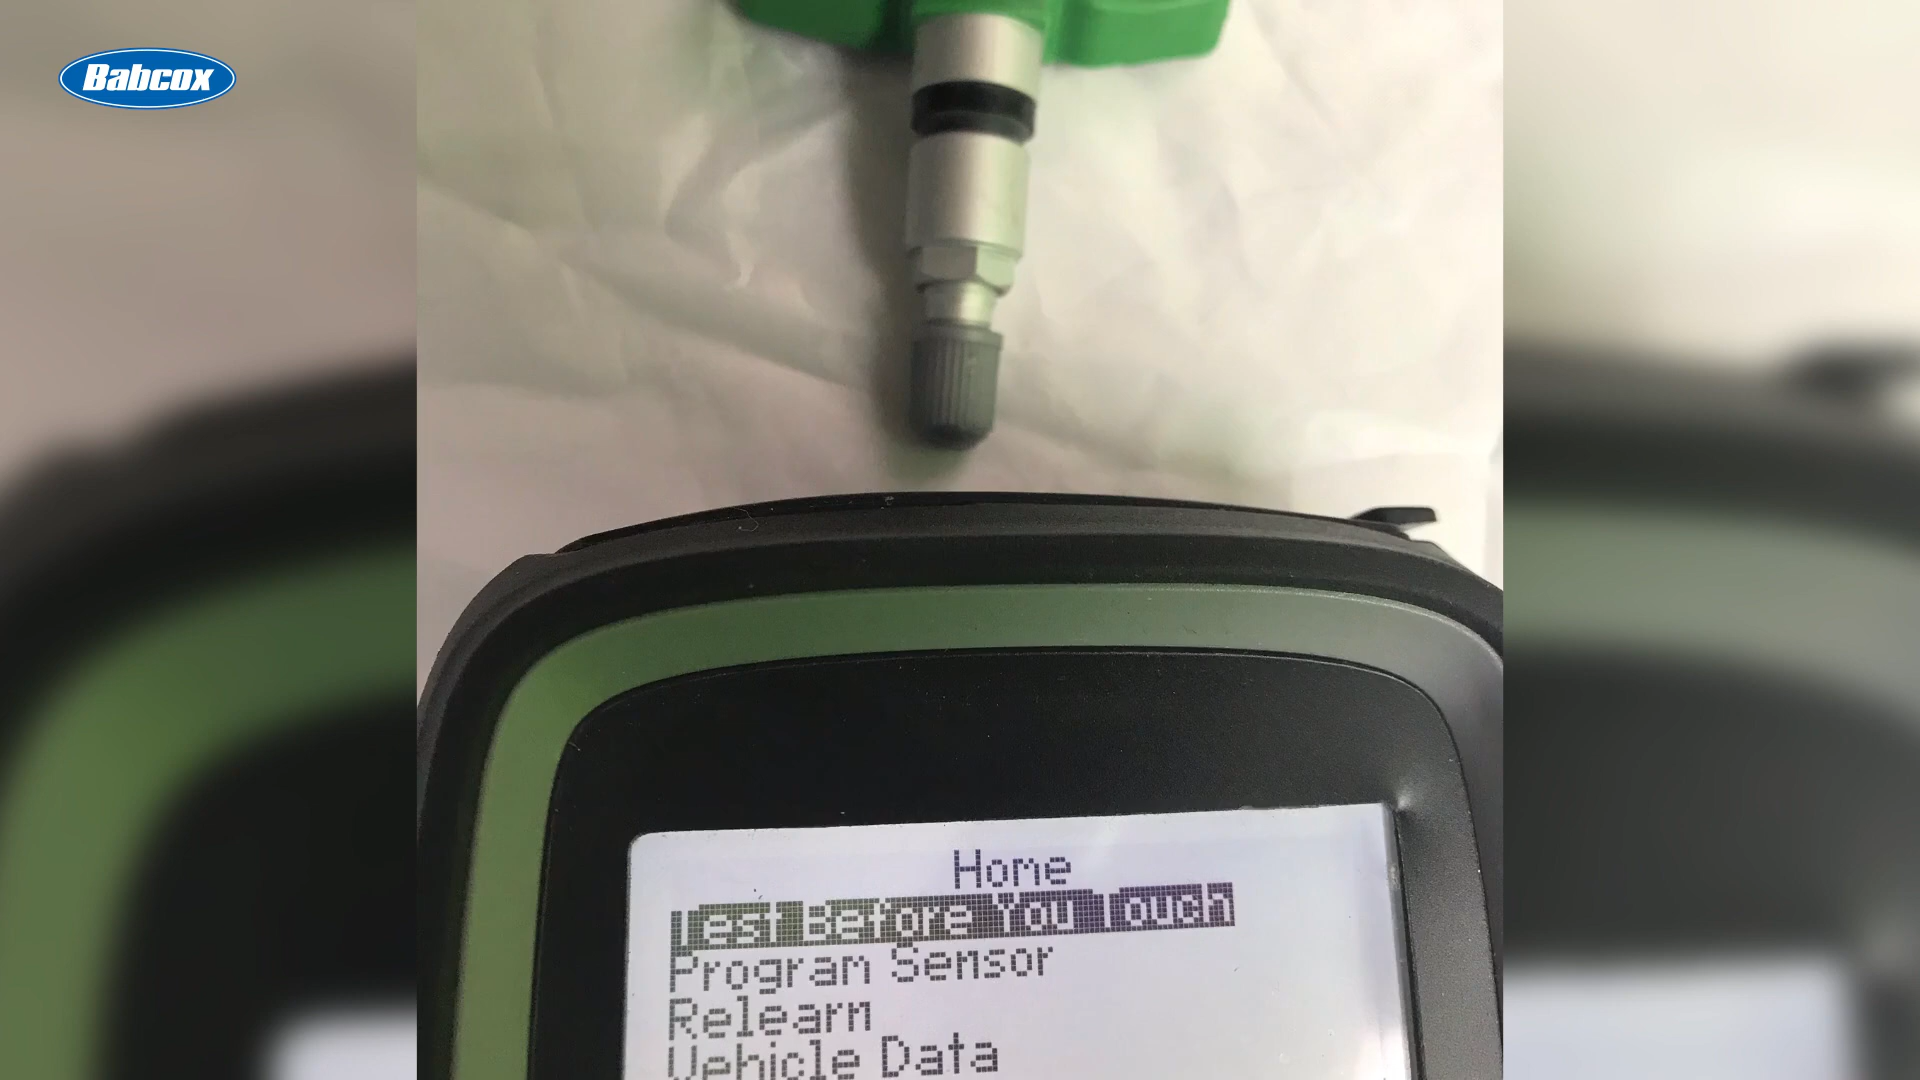 Babcox
Home
Test Before You Touch
Program Sensor
Relearn
Vehicle Data